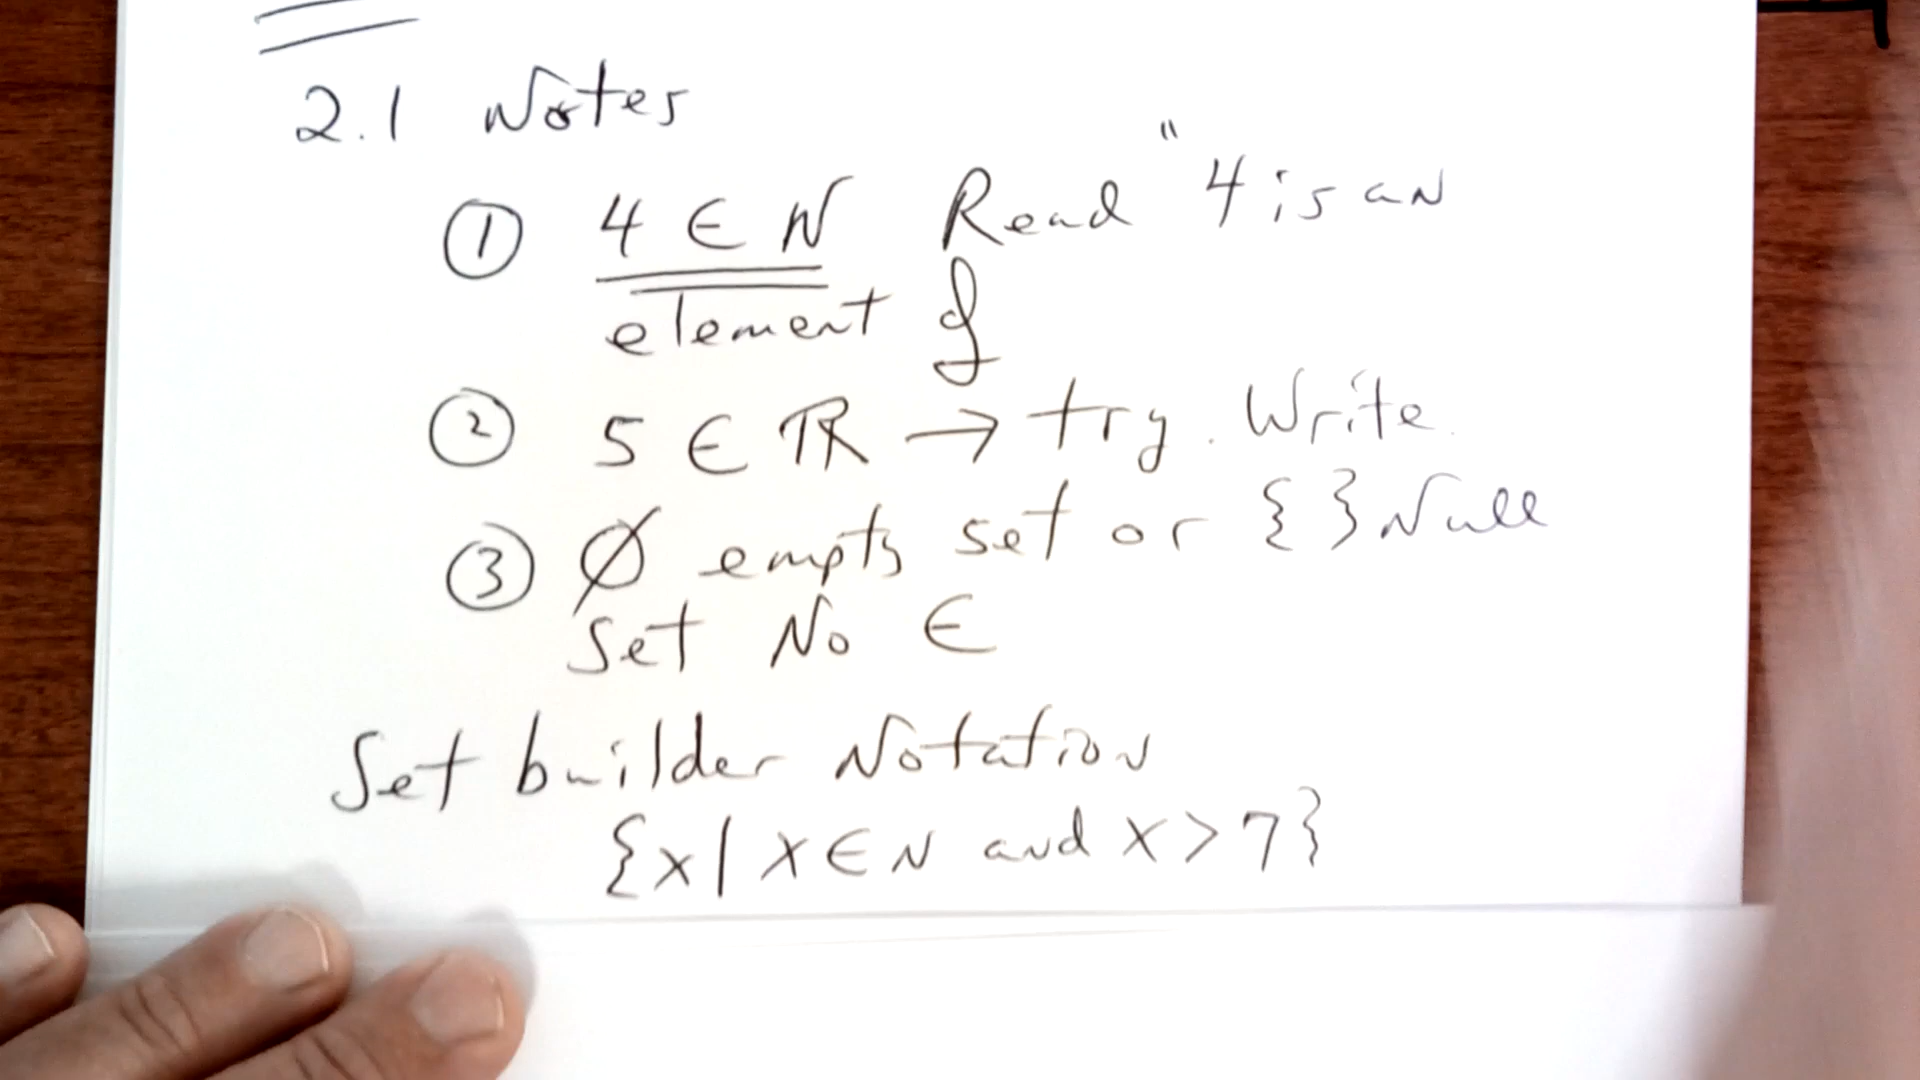 2.1 Notes
① 4 ∈ N Read "4 is an
element of
② 5 ∈ ℝ → try. Write.
③ ∅ empty set or { } Null
Set No ∈
Set builder Notation
{x | x ∈ N and x > 7}